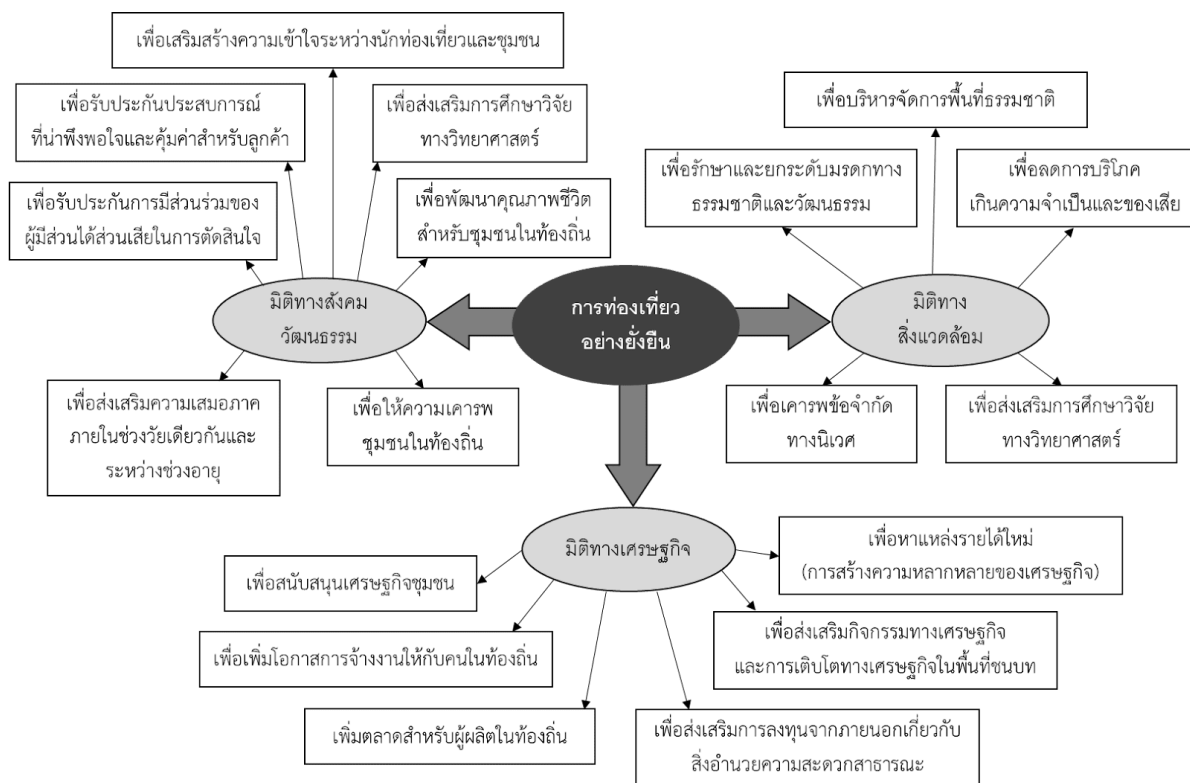 เพื่อเสริมสร้างความเข้าใจระหว่างนักท่องเที่ยวและชุมชน
เพื่อรับประกันประสบการณ์
ที่น่าพึงพอใจและคุ้มค่าสำหรับลูกค้า
เพื่อส่งเสริมการศึกษาวิจัย
ทางวิทยาศาสตร์
เพื่อรับประกันการมีส่วนร่วมของ
ผู้มีส่วนได้ส่วนเสียในการตัดสินใจ
เพื่อพัฒนาคุณภาพชีวิต
สำหรับชุมชนในท้องถิ่น
มิติทางสังคม
วัฒนธรรม
เพื่อส่งเสริมความเสมอภาค
ภายในช่วงวัยเดียวกันและ
ระหว่างช่วงอายุ
เพื่อให้ความเคารพ
ชุมชนในท้องถิ่น
การท่องเที่ยว
อย่างยั่งยืน
เพื่อบริหารจัดการพื้นที่ธรรมชาติ
เพื่อรักษาและยกระดับมรดกทาง
ธรรมชาติและวัฒนธรรม
เพื่อลดการบริโภค
เกินความจำเป็นและของเสีย
มิติทาง
สิ่งแวดล้อม
เพื่อเคารพข้อจำกัด
ทางนิเวศ
เพื่อส่งเสริมการศึกษาวิจัย
ทางวิทยาศาสตร์
มิติทางเศรษฐกิจ
เพื่อสนับสนุนเศรษฐกิจชุมชน
เพื่อหาแหล่งรายได้ใหม่
(การสร้างความหลากหลายของเศรษฐกิจ)
เพื่อเพิ่มโอกาสการจ้างงานให้กับคนในท้องถิ่น
เพื่อส่งเสริมกิจกรรมทางเศรษฐกิจ
และการเติบโตทางเศรษฐกิจในพื้นที่ชนบท
เพิ่มตลาดสำหรับผู้ผลิตในท้องถิ่น
เพื่อส่งเสริมการลงทุนจากภายนอกเกี่ยวกับ
สิ่งอำนวยความสะดวกสาธารณะ